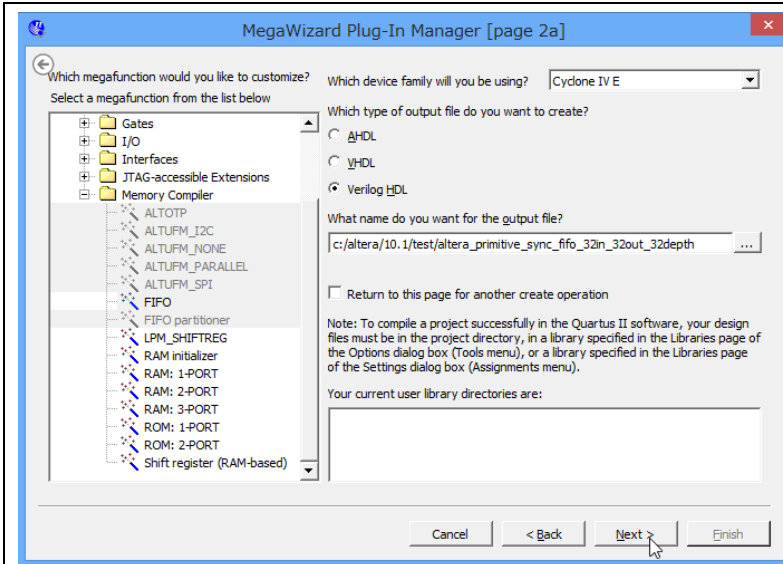 MegaWizard Plug-In Manager [page 2a]
Which megafunction would you like to customize?
Select a megafunction from the list below
Gates
I/O
Interfaces
JTAG-accessible Extensions
Memory Compiler
ALTOTP
ALTUFM_I2C
ALTUFM_NONE
ALTUFM_PARALLEL
ALTUFM_SPI
FIFO
FIFO partitioner
LPM_SHIFTREG
RAM initializer
RAM: 1-PORT
RAM: 2-PORT
RAM: 3-PORT
ROM: 1-PORT
ROM: 2-PORT
Shift register (RAM-based)
Which device family will you be using?
Cyclone IV E
Which type of output file do you want to create?
AHDL
VHDL
Verilog HDL
What name do you want for the output file?
c:/altera/10.1/test/altera_primitive_sync_fifo_32in_32out_32depth
...
Return to this page for another create operation
Note: To compile a project successfully in the Quartus II software, your design
files must be in the project directory, in a library specified in the Libraries page of
the Options dialog box (Tools menu), or a library specified in the Libraries page
of the Settings dialog box (Assignments menu).
Your current user library directories are:
Cancel
< Back
Next >
Finish